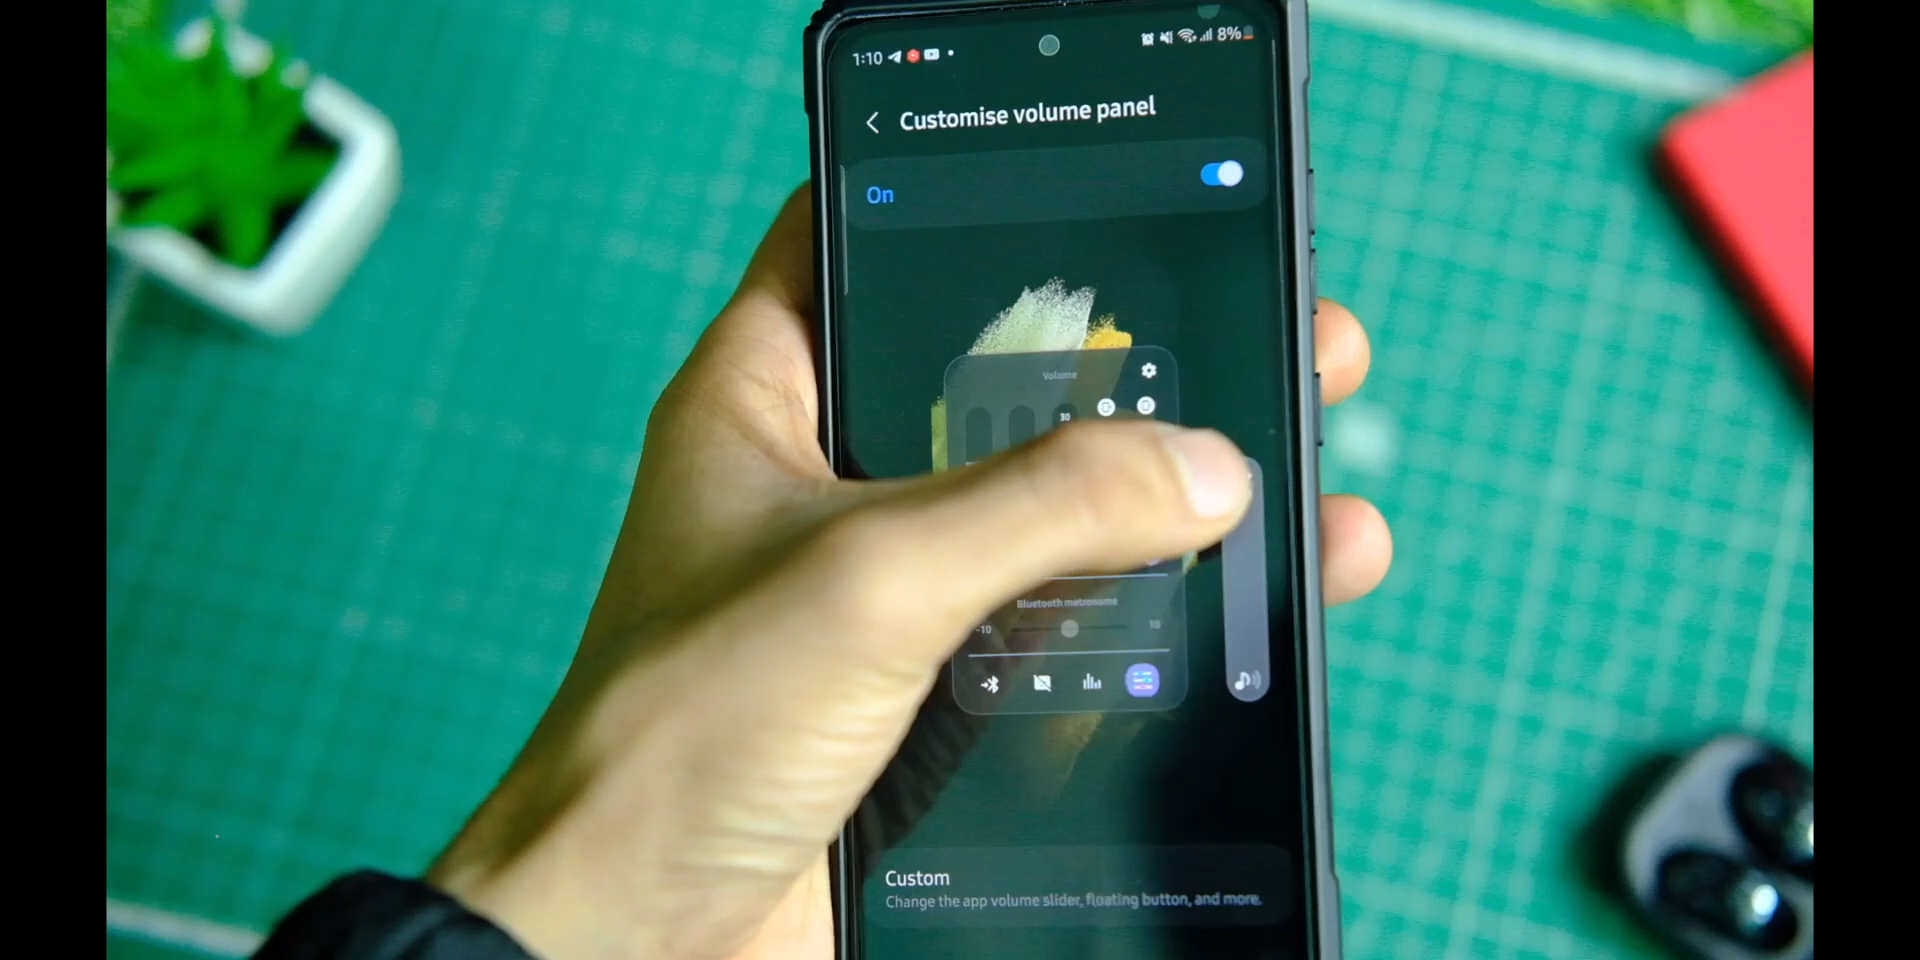 1:10
8%
Customise volume panel
On
Volume
30
Bluetooth metronome
-10
10
Custom
Change the app volume slider, floating button, and more.